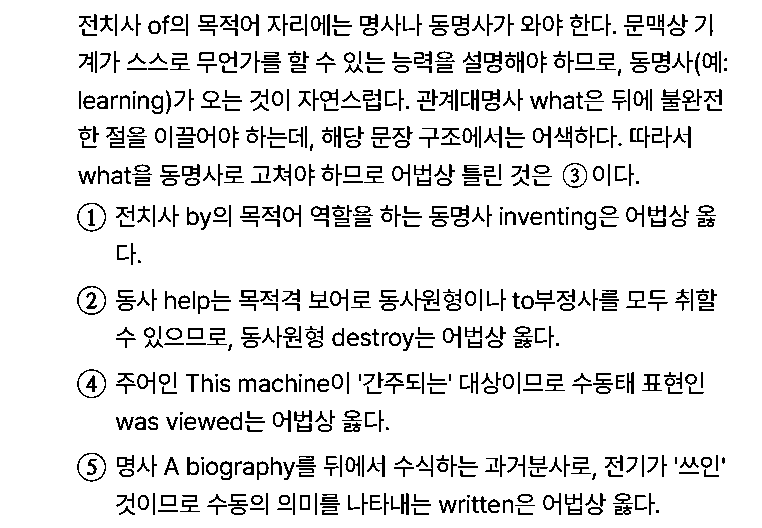 전치사 of의 목적어 자리에는 명사나 동명사가 와야 한다. 문맥상 기
계가 스스로 무언가를 할 수 있는 능력을 설명해야 하므로, 동명사(예:
learning)가 오는 것이 자연스럽다. 관계대명사 what은 뒤에 불완전
한 절을 이끌어야 하는데, 해당 문장 구조에서는 어색하다. 따라서
what을 동명사로 고쳐야 하므로 어법상 틀린 것은 ③이다.
① 전치사 by의 목적어 역할을 하는 동명사 inventing은 어법상 옳
다.
② 동사 help는 목적격 보어로 동사원형이나 to부정사를 모두 취할
수 있으므로, 동사원형 destroy는 어법상 옳다.
④ 주어인 This machine이 '간주되는' 대상이므로 수동태 표현인
was viewed는 어법상 옳다.
⑤ 명사 A biography를 뒤에서 수식하는 과거분사로, 전기가 '쓰인'
것이므로 수동의 의미를 나타내는 written은 어법상 옳다.